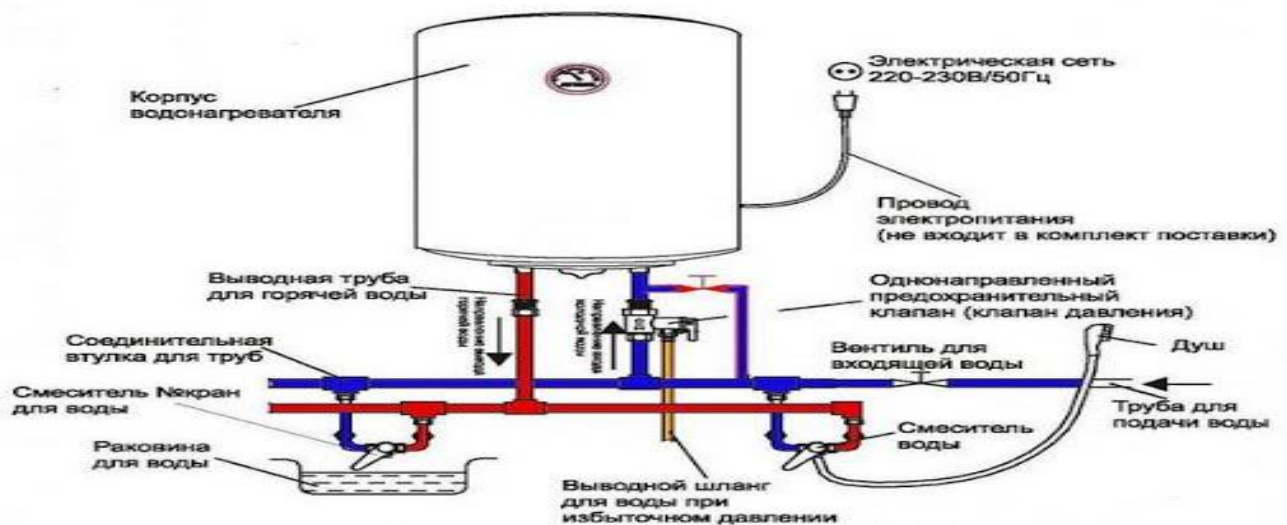 Электрическая сеть
220-230В/50Гц
Корпус
водонагревателя
Провод
электропитания
(не входит в комплект поставки)
Выводная труба
для горячей воды
Однонаправленный
предохранительный
клапан (клапан давления)
Соединительная
втулка для труб
Вентиль для
входящей воды
Душ
Смеситель №кран
для воды
Труба для
подачи воды
Смеситель
воды
Раковина
для воды
Выводной шланг
для воды при
избыточном давлении